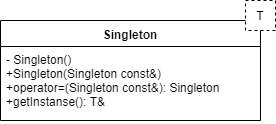 T
Singleton
- Singleton()
+Singleton(Singleton const&)
+operator=(Singleton const&): Singleton
+getInstanse(): T&